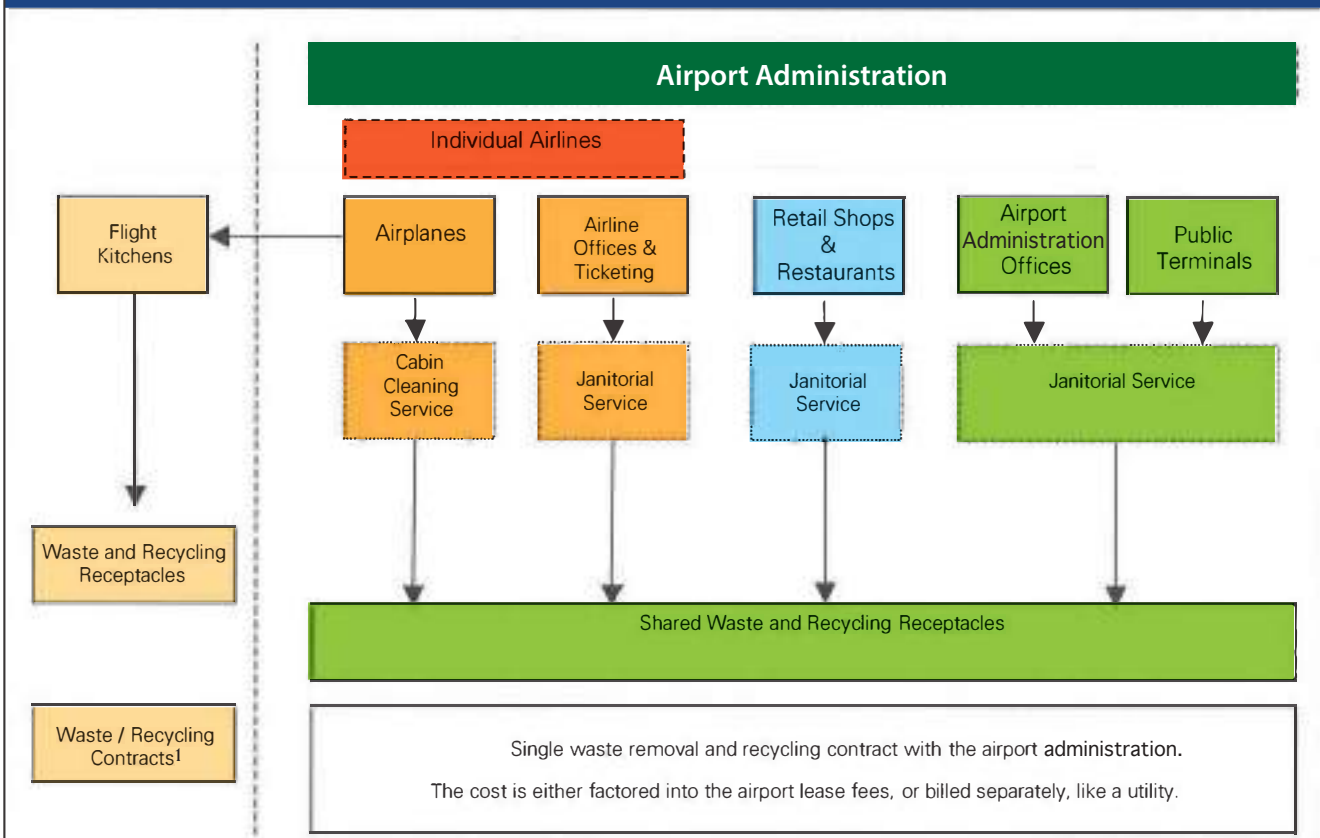 Airport Administration
Individual Airlines
Flight
Kitchens
Airplanes
Airline
Offices &
Ticketing
Retail Shops
&
Restaurants
Airport
Administration
Offices
Public
Terminals
Cabin
Cleaning
Service
Janitorial
Service
Janitorial
Service
Janitorial Service
Waste and Recycling
Receptacles
Shared Waste and Recycling Receptacles
Waste / Recycling
Contracts¹
Single waste removal and recycling contract with the airport administration.
The cost is either factored into the airport lease fees, or billed separately, like a utility.